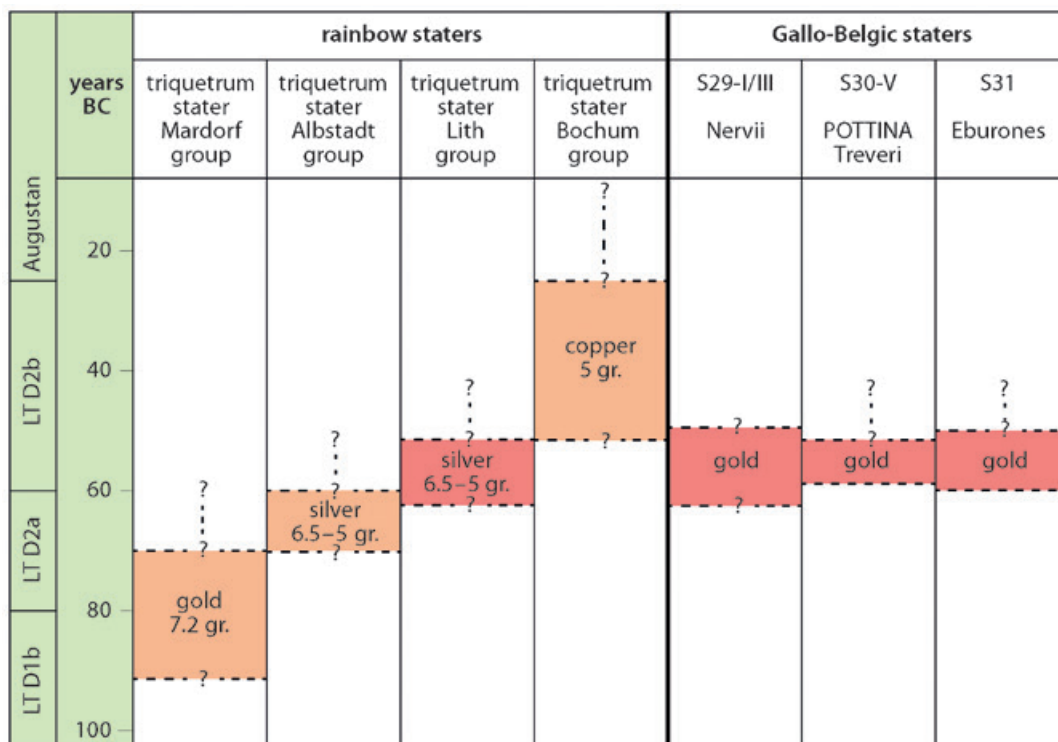 rainbow staters
Gallo-Belgic staters
years
BC
triquetrum
stater
Mardorf
group
triquetrum
stater
Albstadt
group
triquetrum
stater
Lith
group
triquetrum
stater
Bochum
group
S29-I/III
Nervii
S30-V
POTTINA
Treveri
S31
Eburones
Augustan
LT D2b
LT D2a
LT D1b
20
40
60
80
100
?
?
gold
7.2 gr.
?
?
?
silver
6.5–5 gr.
?
?
?
silver
6.5–5 gr.
?
?
?
copper
5 gr.
?
?
gold
?
?
?
gold
?
?
gold